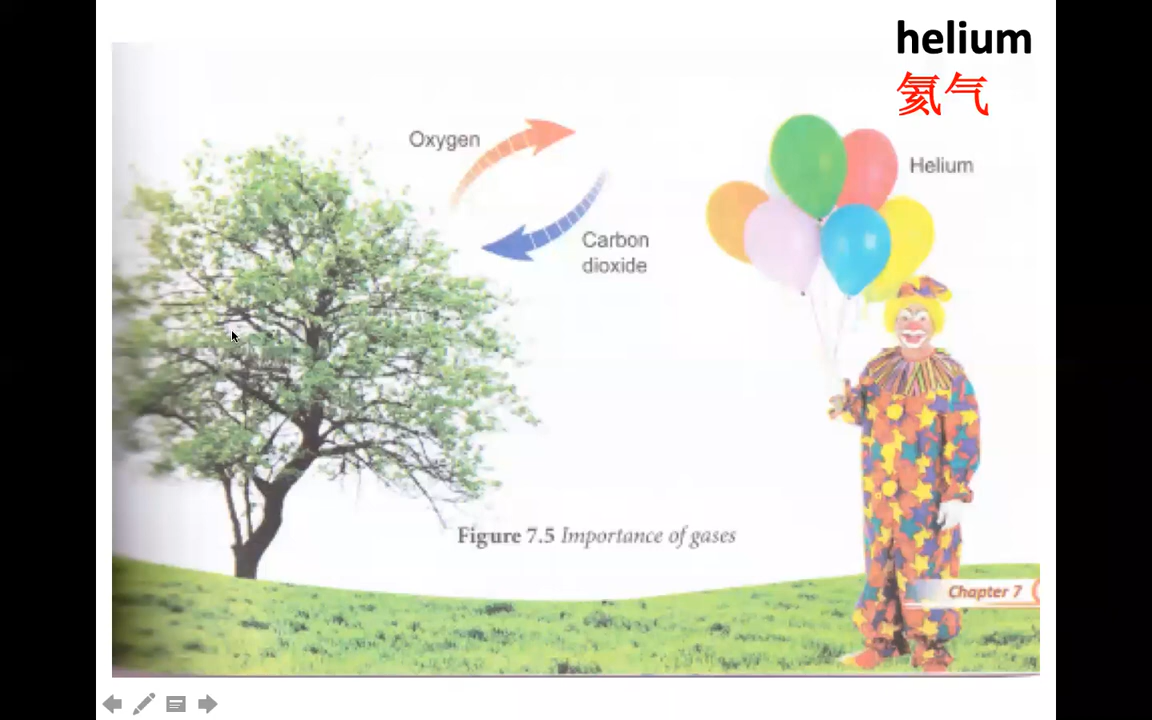 helium
氦气
Oxygen
Helium
Carbon
dioxide
Figure 7.5 Importance of gases
Chapter 7